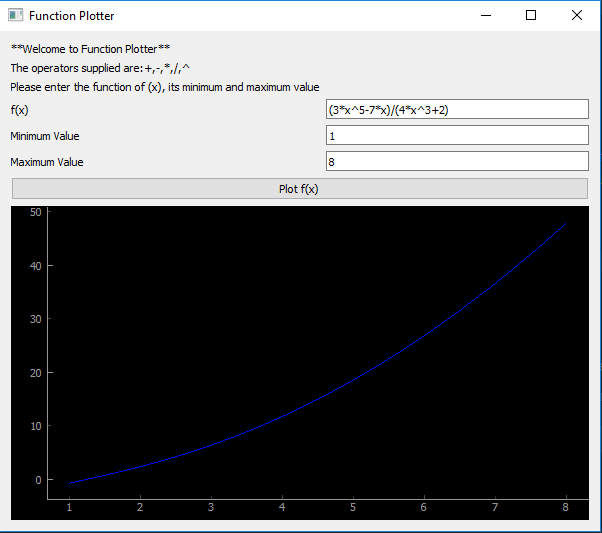 Function Plotter
**Welcome to Function Plotter**
The operators supplied are:+,-,*,/,^
Please enter the function of (x), its minimum and maximum value
f(x) (3*x^5-7*x)/(4*x^3+2)
Minimum Value 1
Maximum Value 8
Plot f(x)
50
40
30
20
10
0
1 2 3 4 5 6 7 8